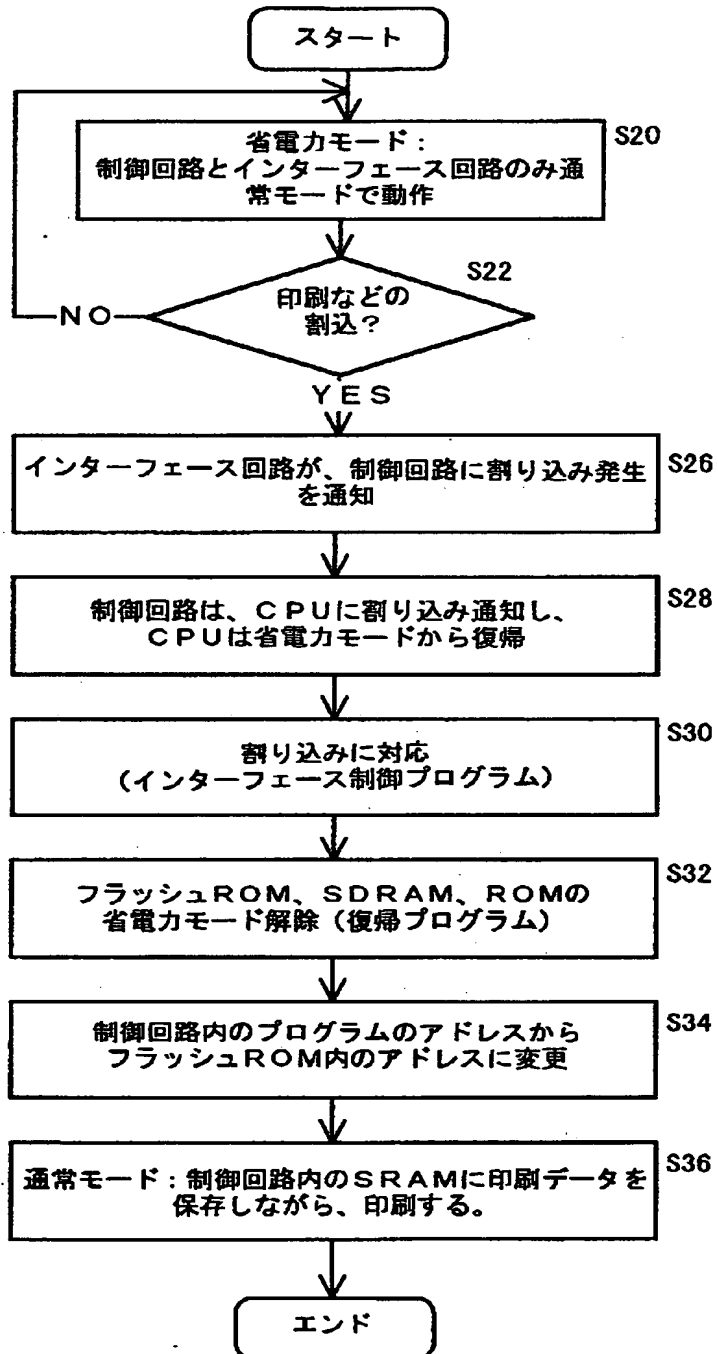 スタート
省電力モード：
制御回路とインターフェース回路のみ通
常モードで動作
S20
印刷などの
割込？
S22
NO
YES
インターフェース回路が、制御回路に割り込み発生
を通知
S26
制御回路は、CPUに割り込み通知し、
CPUは省電力モードから復帰
S28
割り込みに対応
（インターフェース制御プログラム）
S30
フラッシュROM、SDRAM、ROMの
省電力モード解除（復帰プログラム）
S32
制御回路内のプログラムのアドレスから
フラッシュROM内のアドレスに変更
S34
通常モード：制御回路内のSRAMに印刷データを
保存しながら、印刷する。
S36
エンド